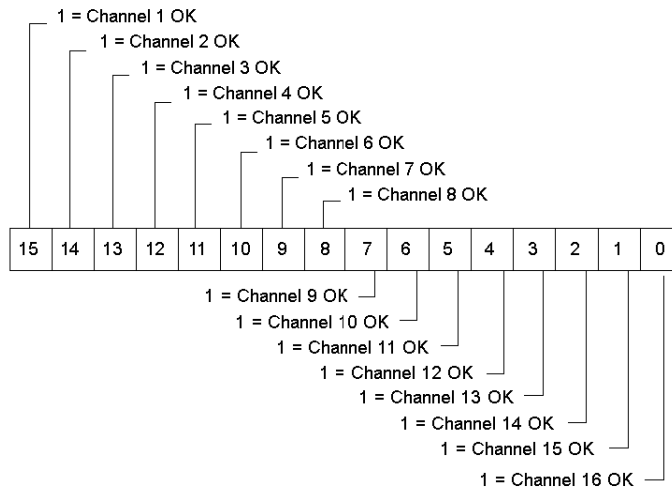 1 = Channel 1 OK
1 = Channel 2 OK
1 = Channel 3 OK
1 = Channel 4 OK
1 = Channel 5 OK
1 = Channel 6 OK
1 = Channel 7 OK
1 = Channel 8 OK
15 14 13 12 11 10 9 8 7 6 5 4 3 2 1 0
1 = Channel 9 OK
1 = Channel 10 OK
1 = Channel 11 OK
1 = Channel 12 OK
1 = Channel 13 OK
1 = Channel 14 OK
1 = Channel 15 OK
1 = Channel 16 OK